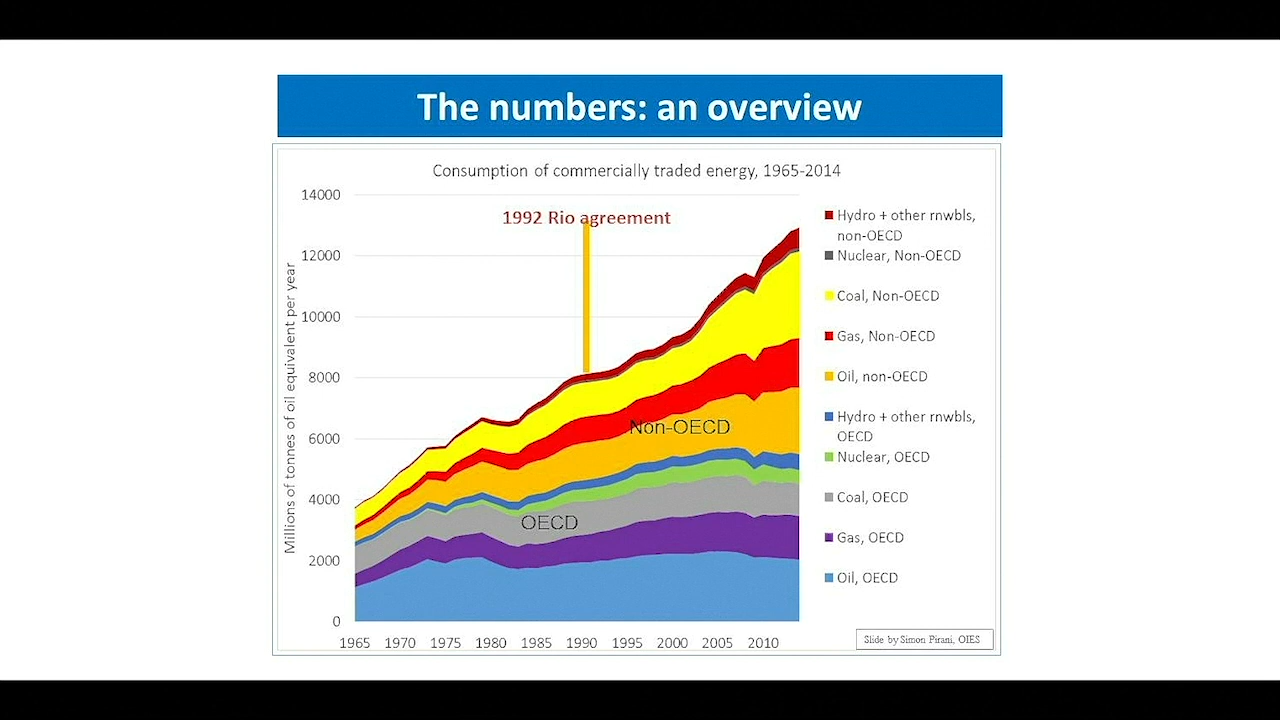 The numbers: an overview
Consumption of commercially traded energy, 1965-2014
Millions of tonnes of oil equivalent per year
14000
12000
10000
8000
6000
4000
2000
0
1992 Rio agreement
Non-OECD
OECD
1965 1970 1975 1980 1985 1990 1995 2000 2005 2010
Hydro + other rnwbls,
non-OECD
Nuclear, Non-OECD
Coal, Non-OECD
Gas, Non-OECD
Oil, non-OECD
Hydro + other rnwbls,
OECD
Nuclear, OECD
Coal, OECD
Gas, OECD
Oil, OECD
Slide by Simon Pirani, OIES